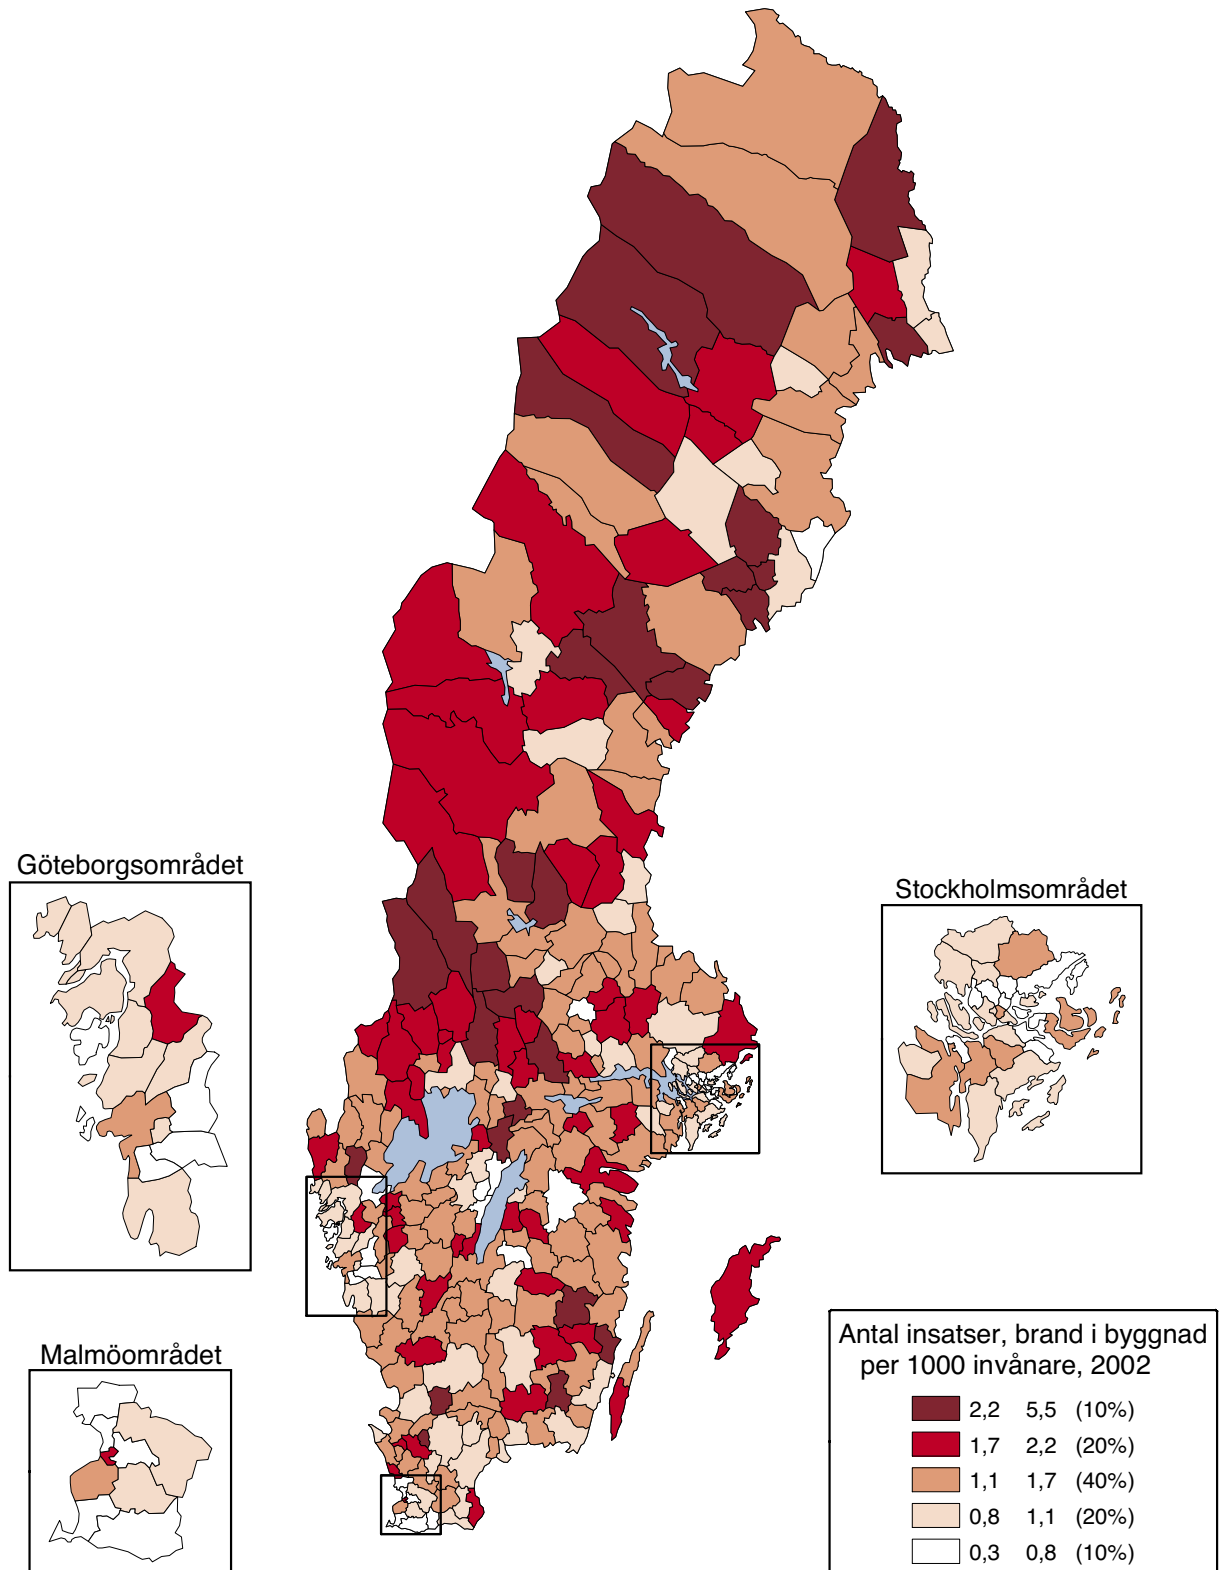 Göteborgsområdet
Stockholmsområdet
Malmöområdet
Antal insatser, brand i byggnad
per 1000 invånare, 2002
2,2 5,5 (10%)
1,7 2,2 (20%)
1,1 1,7 (40%)
0,8 1,1 (20%)
0,3 0,8 (10%)